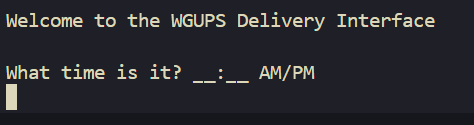 Welcome to the WGUPS Delivery Interface
What time is it? __:__ AM/PM